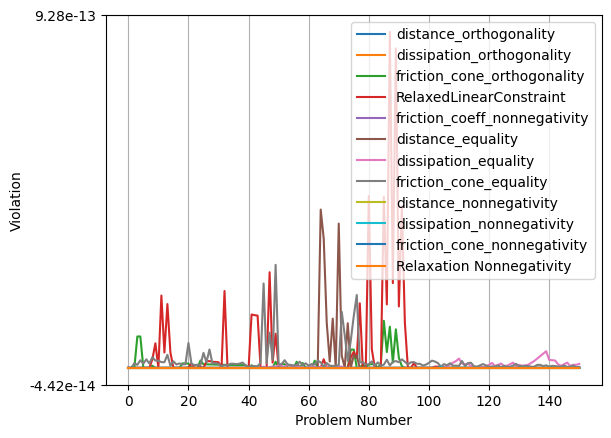 9.28e-13
distance_orthogonality
dissipation_orthogonality
friction_cone_orthogonality
RelaxedLinearConstraint
friction_coeff_nonnegativity
distance_equality
dissipation_equality
friction_cone_equality
distance_nonnegativity
dissipation_nonnegativity
friction_cone_nonnegativity
Relaxation Nonnegativity
Violation
-4.42e-14
0 20 40 60 80 100 120 140
Problem Number